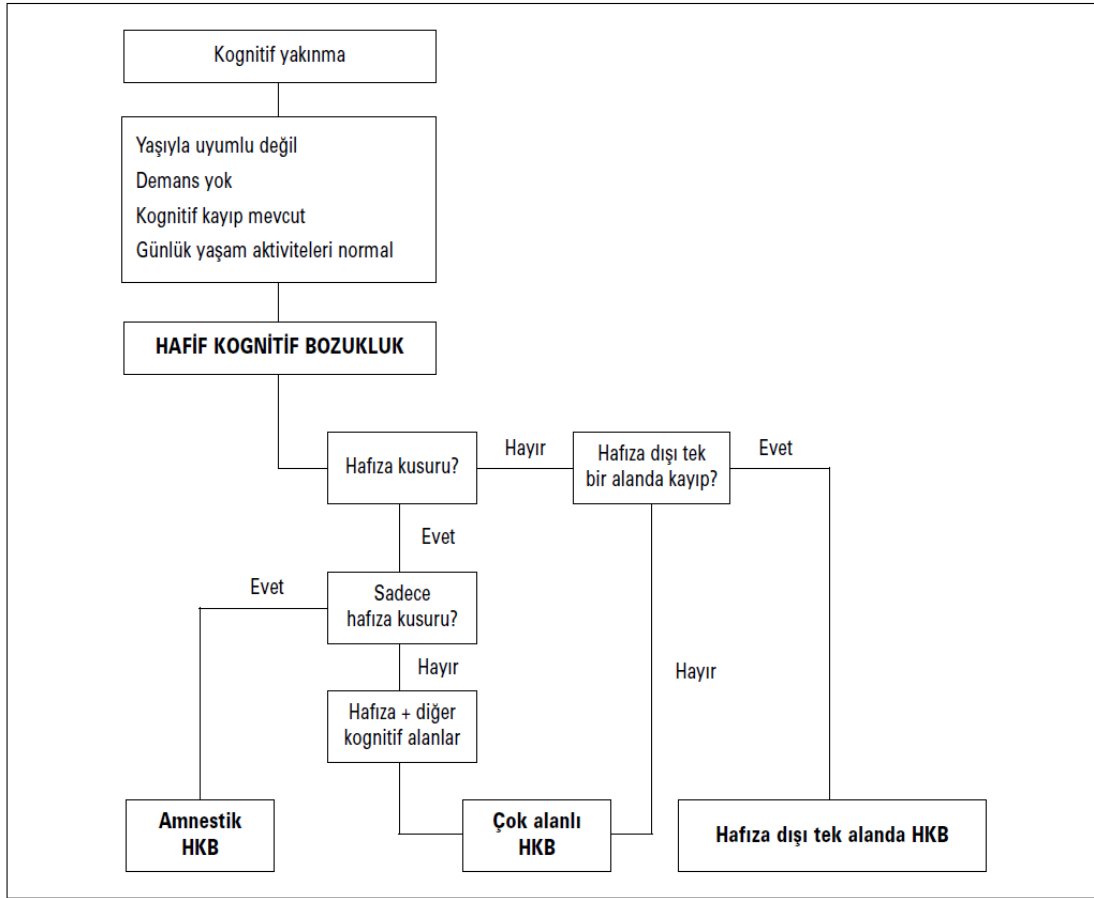 Kognitif yakınma
Yaşıyla uyumlu değil
Demans yok
Kognitif kayıp mevcut
Günlük yaşam aktiviteleri normal
HAFİF KOGNİTİF BOZUKLUK
Hafıza kusuru?
Hayır
Hafıza dışı tek
bir alanda kayıp?
Evet
Evet
Evet
Sadece
hafıza kusuru?
Hayır
Hayır
Hafıza + diğer
kognitif alanlar
Amnestik
HKB
Çok alanlı
HKB
Hafıza dışı tek alanda HKB